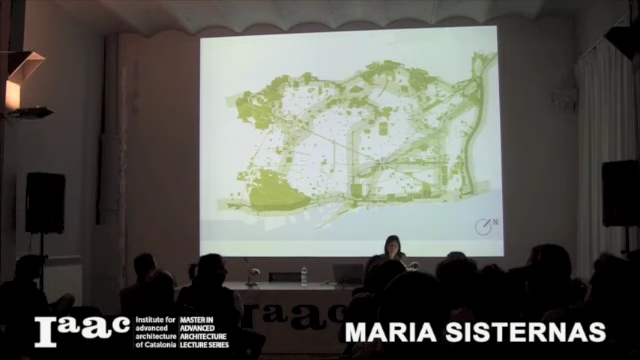 N
Iaac
Iaac
Institute for
advanced
architecture
of Catalonia
MASTER IN
ADVANCED
ARCHITECTURE
LECTURE SERIES
MARIA SISTERNAS